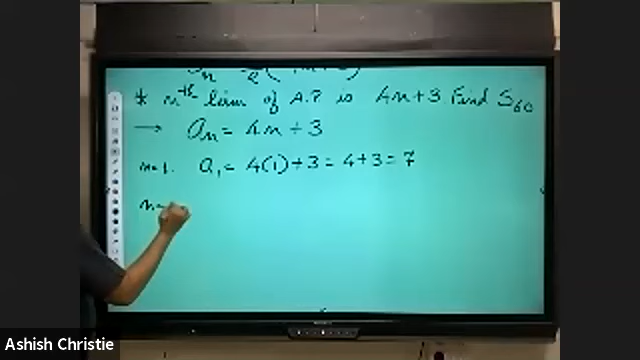 * nth term of A.P is 4n+3 Find S60
→ an = 4n+3
n=1. a1 = 4(1)+3 = 4+3 = 7
n=
Ashish Christie